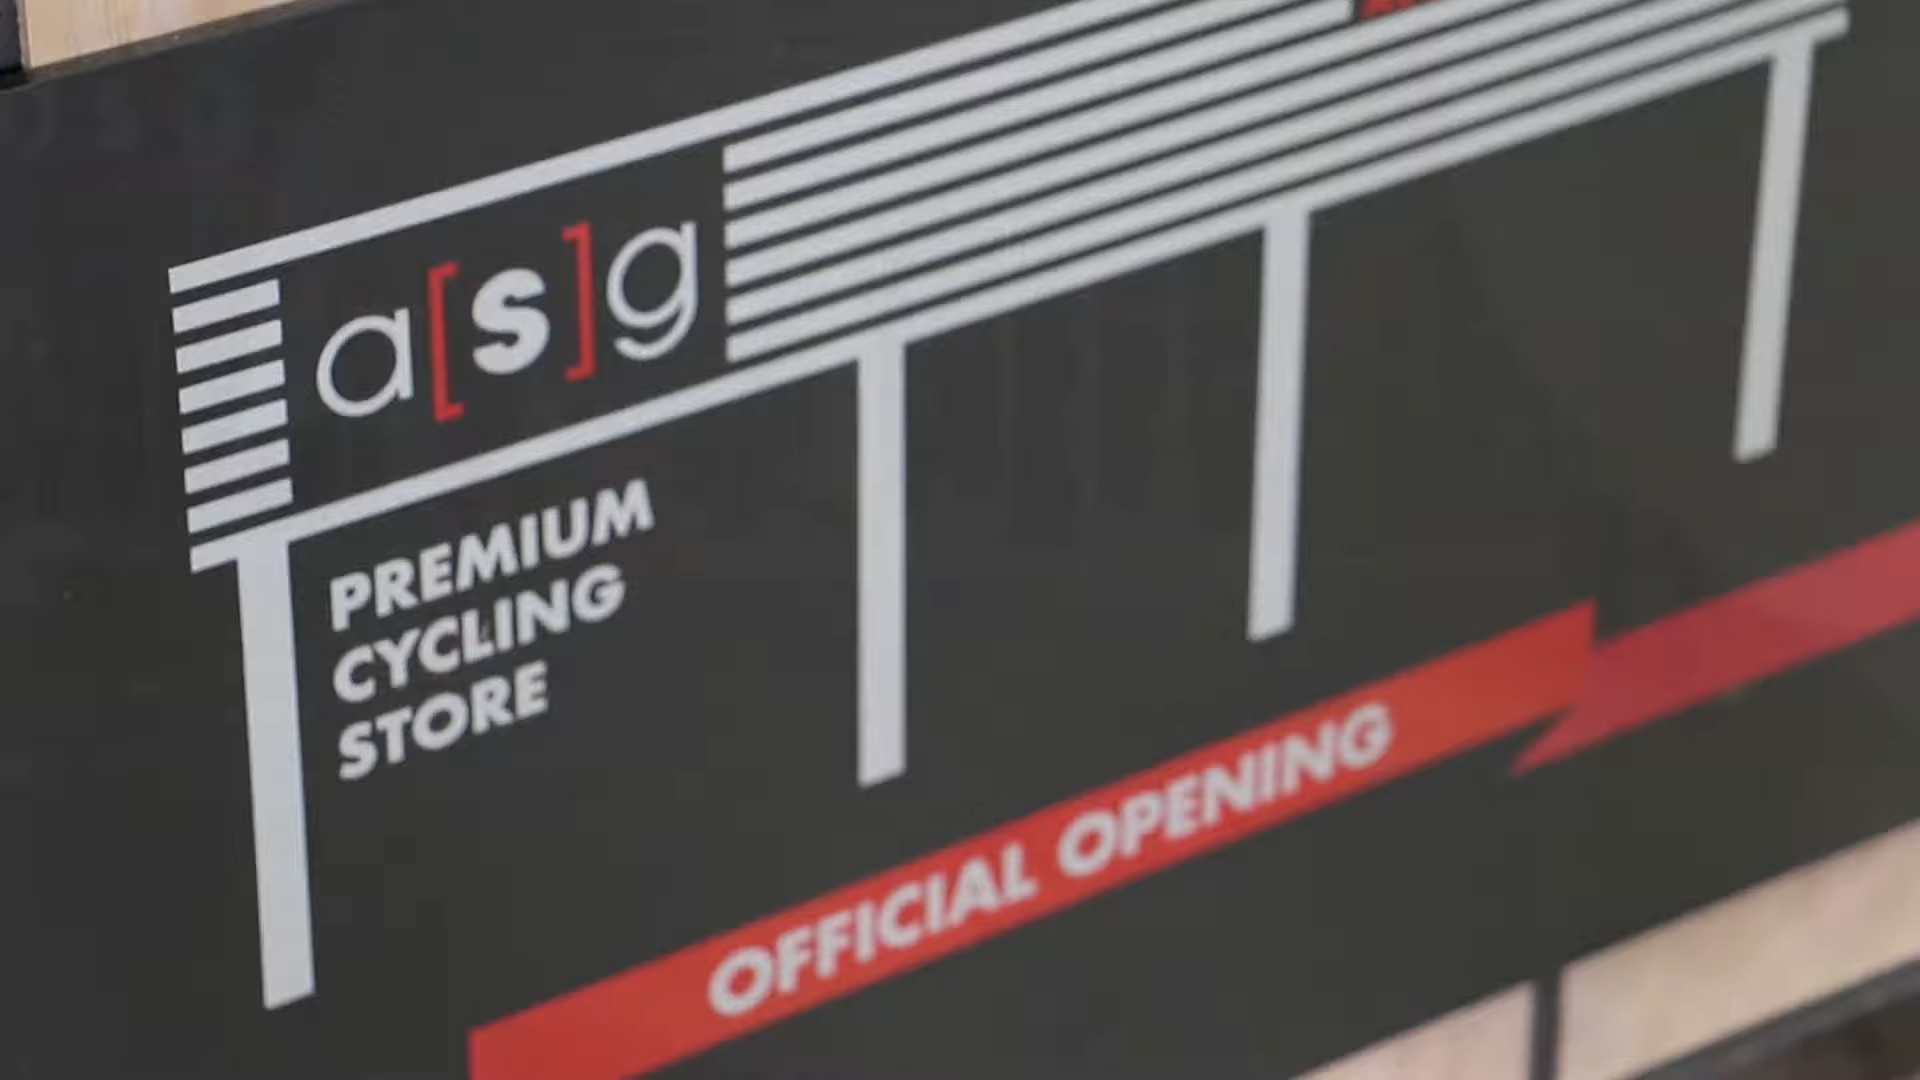 a[s]g
PREMIUM
CYCLING
STORE
OFFICIAL OPENING